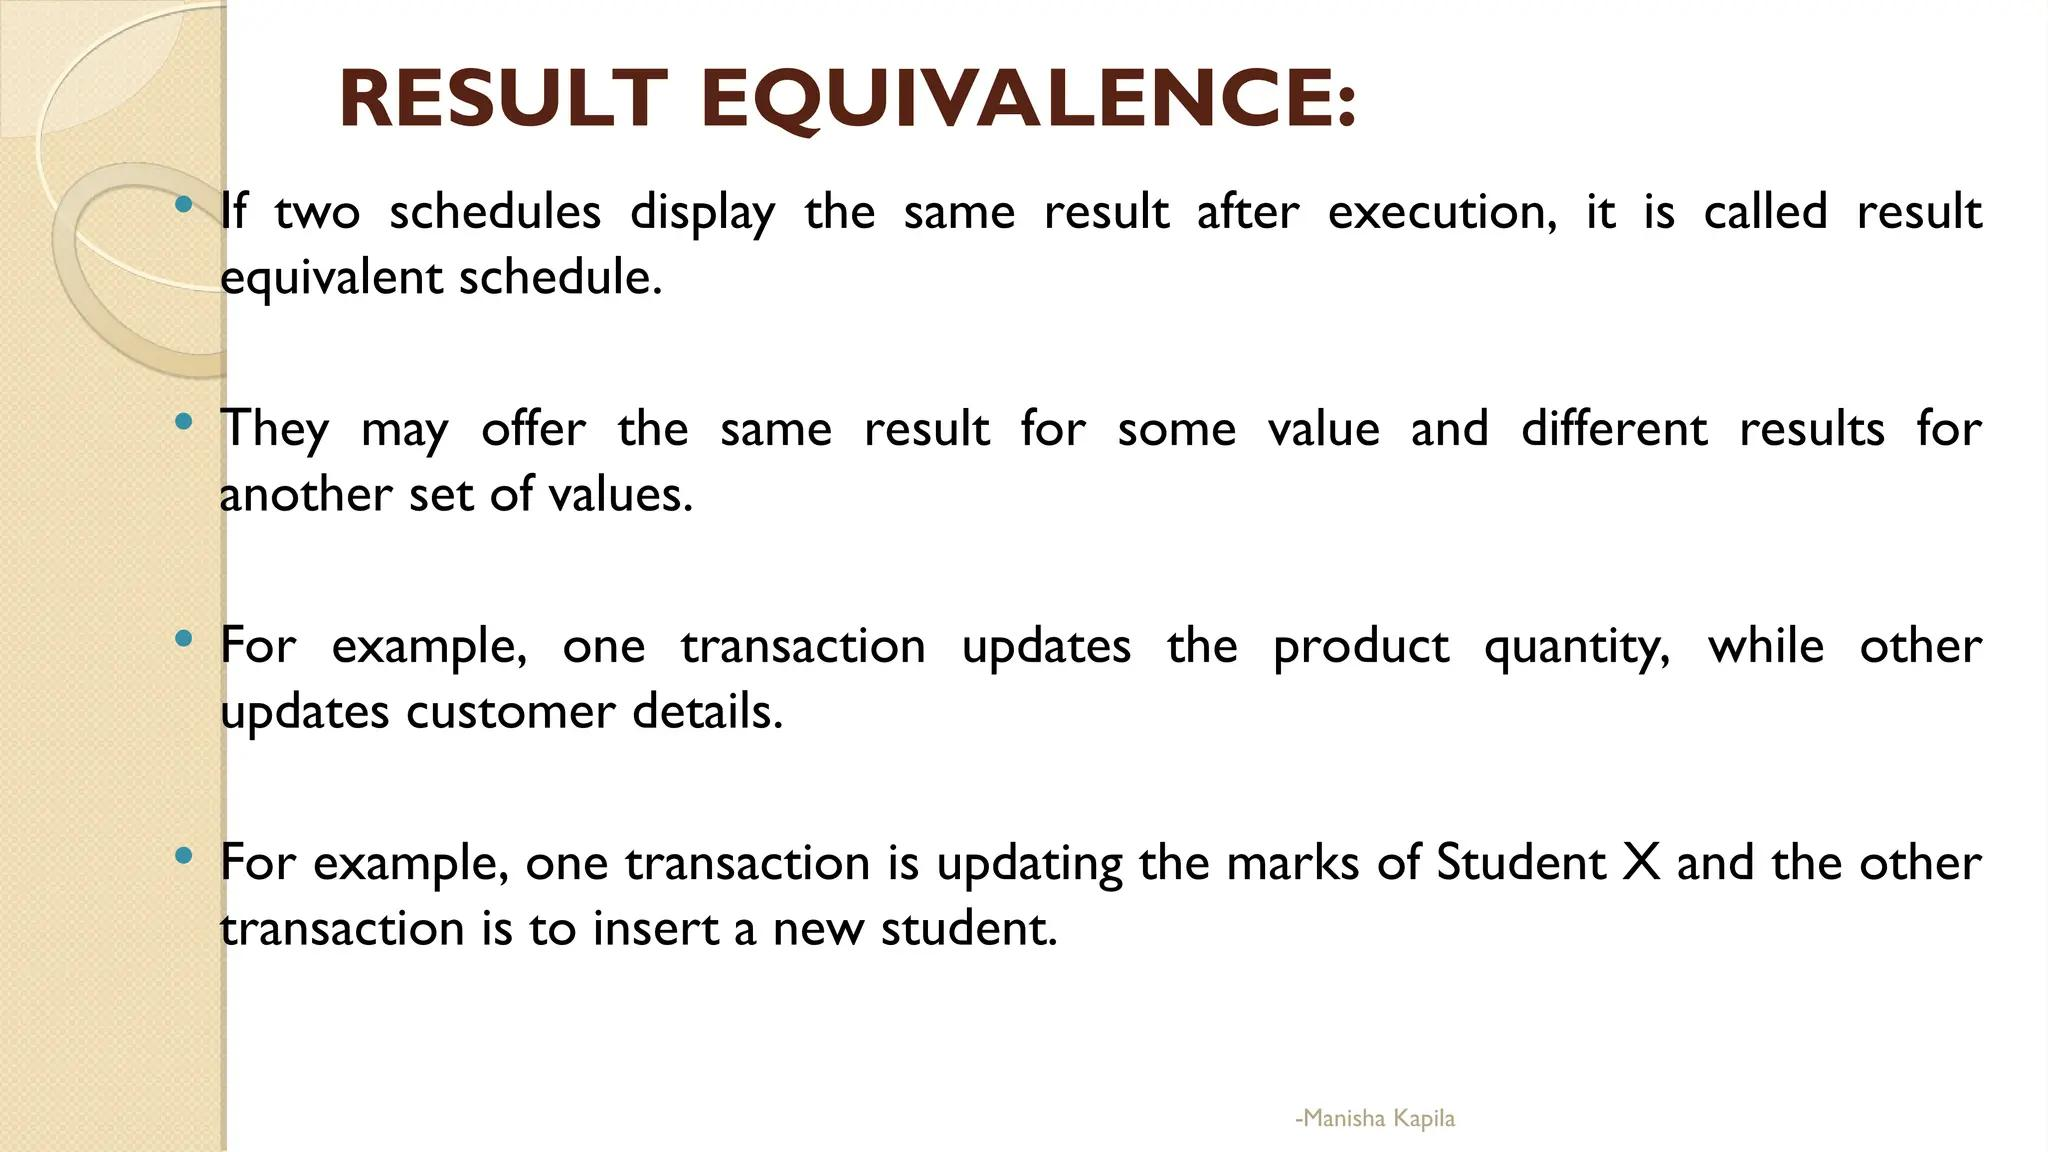 RESULT EQUIVALENCE:
• If two schedules display the same result after execution, it is called result
equivalent schedule.
• They may offer the same result for some value and different results for
another set of values.
• For example, one transaction updates the product quantity, while other
updates customer details.
• For example, one transaction is updating the marks of Student X and the other
transaction is to insert a new student.
-Manisha Kapila